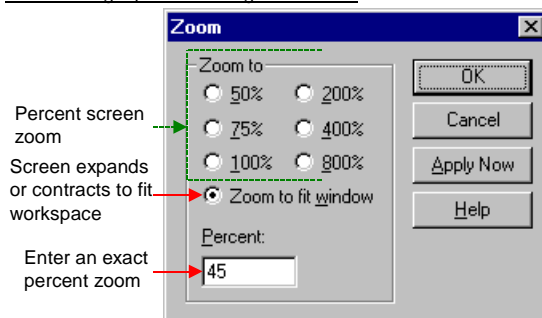 Zoom
Zoom to
50% 200%
75% 400%
100% 800%
Zoom to fit window
Percent:
45
OK
Cancel
Apply Now
Help
Percent screen
zoom
Screen expands
or contracts to fit
workspace
Enter an exact
percent zoom